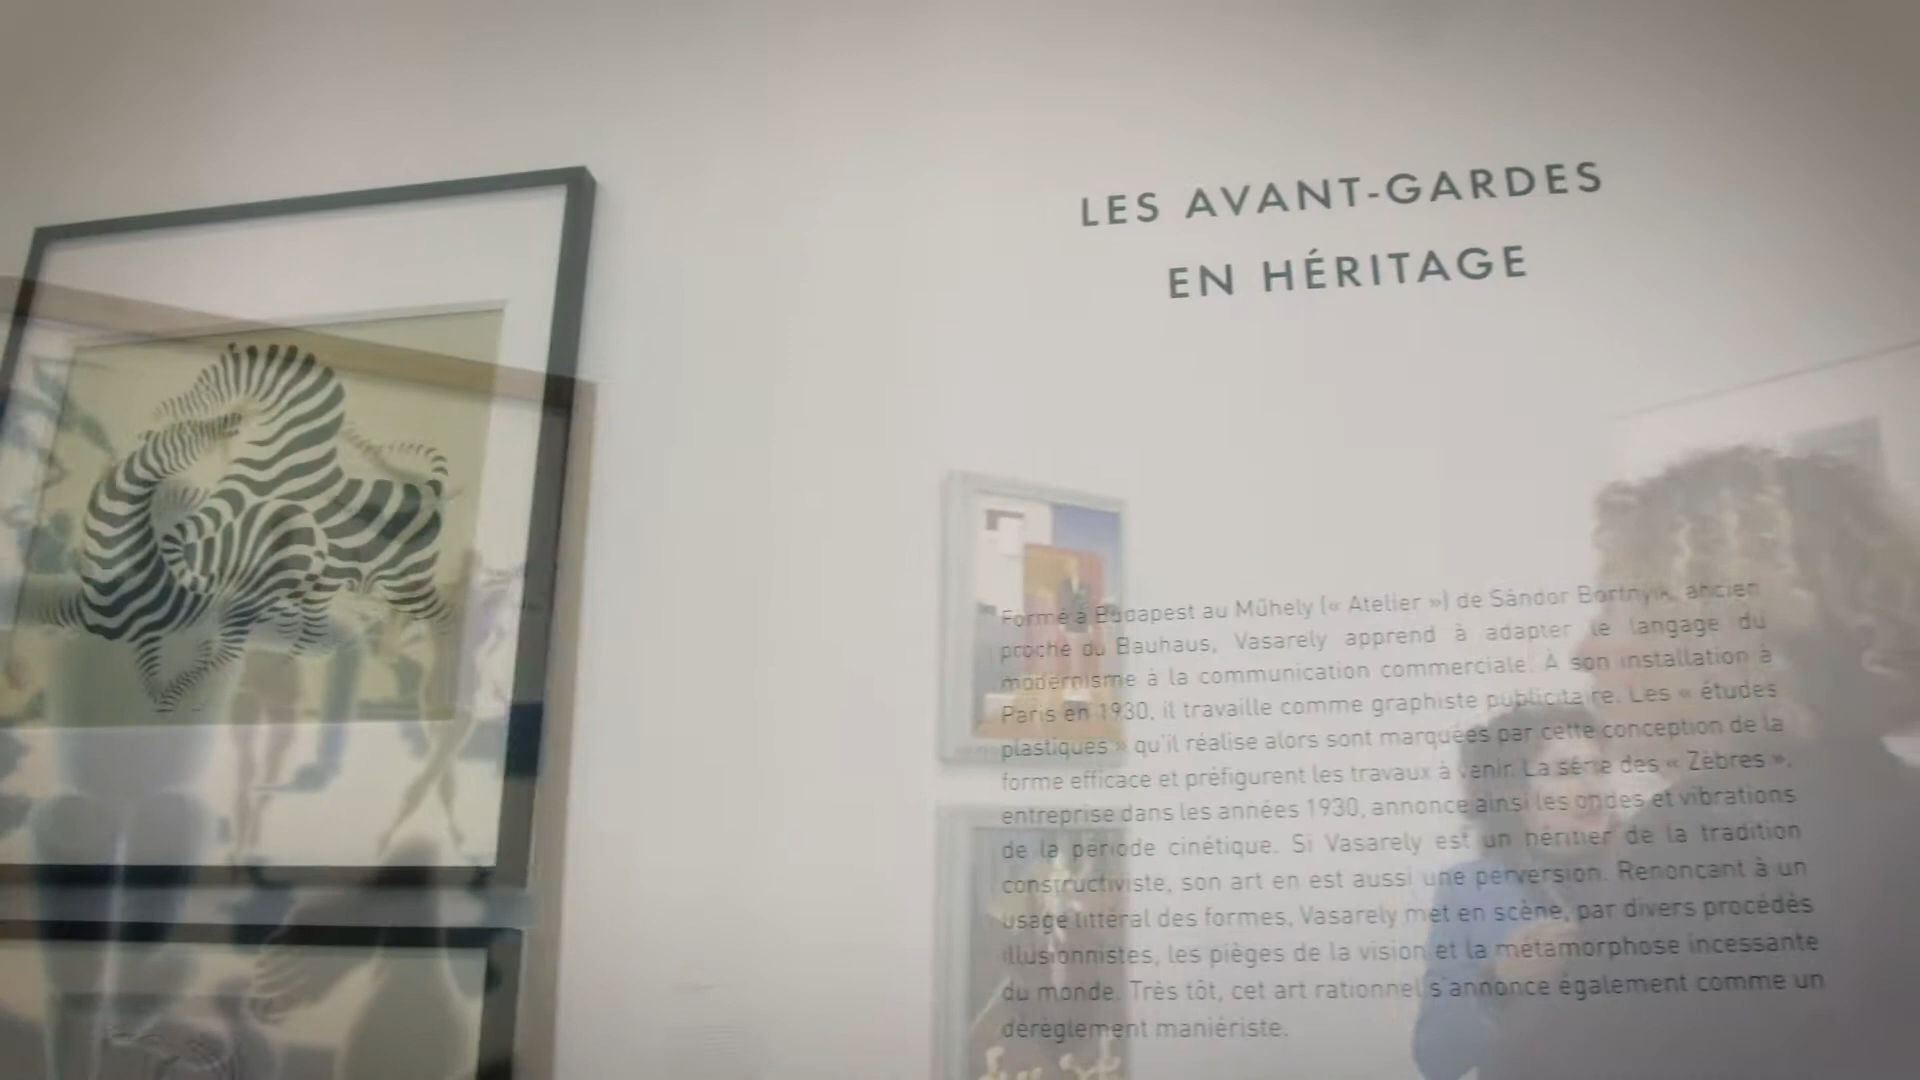 LES AVANT-GARDES
EN HÉRITAGE
Formé à Budapest au Műhely (« Atelier ») de Sándor Bortnyik, ancien
proche du Bauhaus, Vasarely apprend à adapter le langage du
modernisme à la communication commerciale. À son installation à
Paris en 1930, il travaille comme graphiste publicitaire. Les « études
plastiques » qu'il réalise alors sont marquées par cette conception de la
forme efficace et préfigurent les travaux à venir. La série des « Zèbres »,
entreprise dans les années 1930, annonce ainsi les ondes et vibrations
de la période cinétique. Si Vasarely est un héritier de la tradition
constructiviste, son art en est aussi une perversion. Renonçant à un
usage littéral des formes, Vasarely met en scène, par divers procédés
illusionnistes, les pièges de la vision et la métamorphose incessante
du monde. Très tôt, cet art rationnel s'annonce également comme un
dérèglement maniériste.